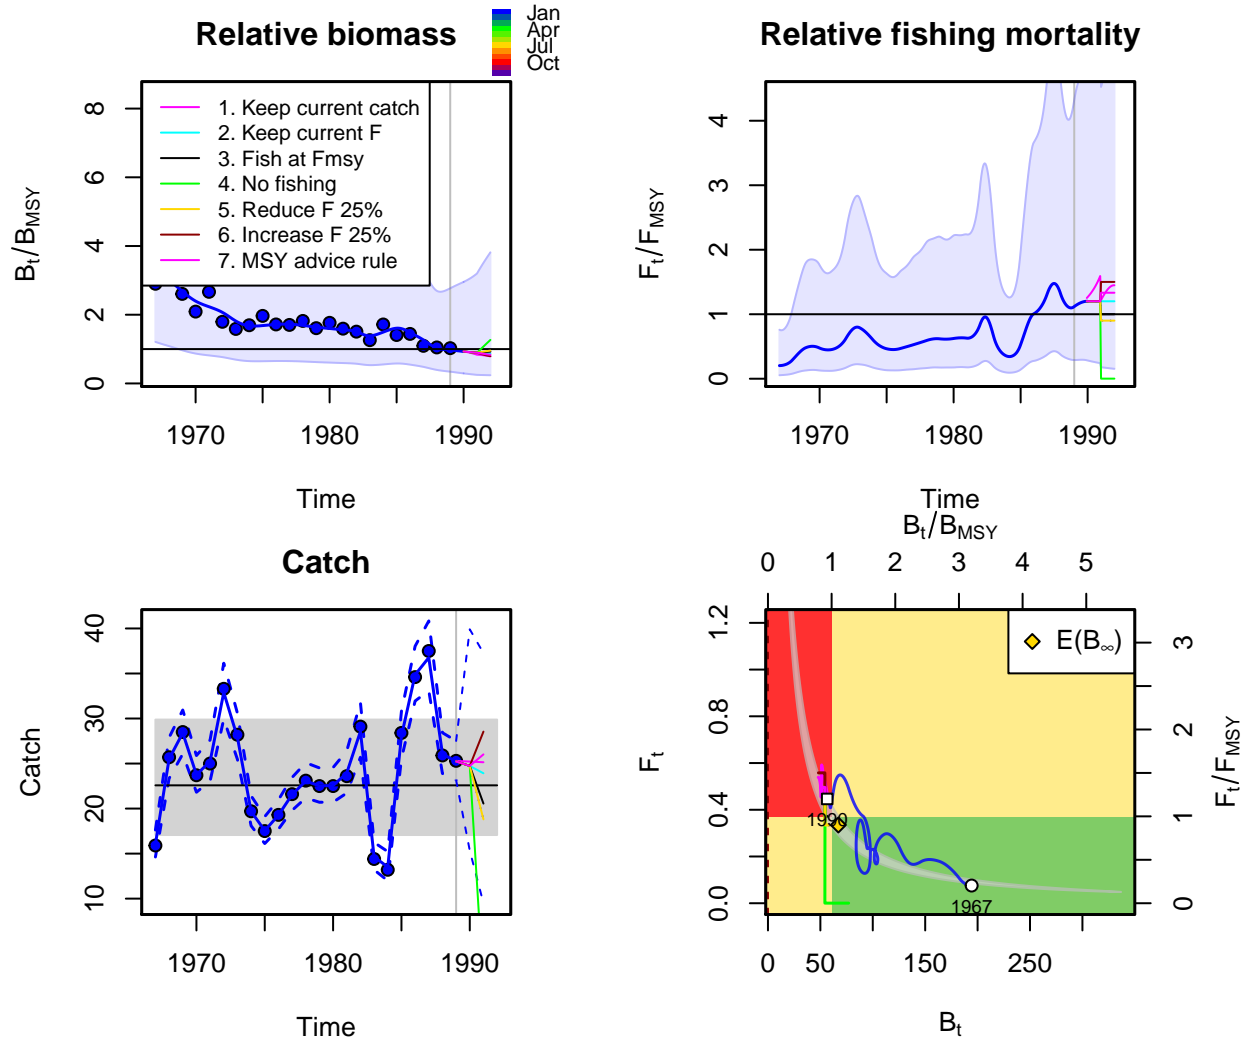 Relative biomass
Jan
Apr
Jul
Oct
1. Keep current catch
2. Keep current F
3. Fish at Fmsy
4. No fishing
5. Reduce F 25%
6. Increase F 25%
7. MSY advice rule
Bt/BMSY
0 2 4 6 8
1970 1980 1990
Time
Relative fishing mortality
Ft/FMSY
0 1 2 3 4
1970 1980 1990
Time
Catch
Catch
10 20 30 40
1970 1980 1990
Time
Bt/BMSY
0 1 2 3 4 5
E(B∞)
1990
1967
Ft
0.0 0.4 0.8 1.2
Ft/FMSY
0 1 2 3
0 50 150 250
Bt